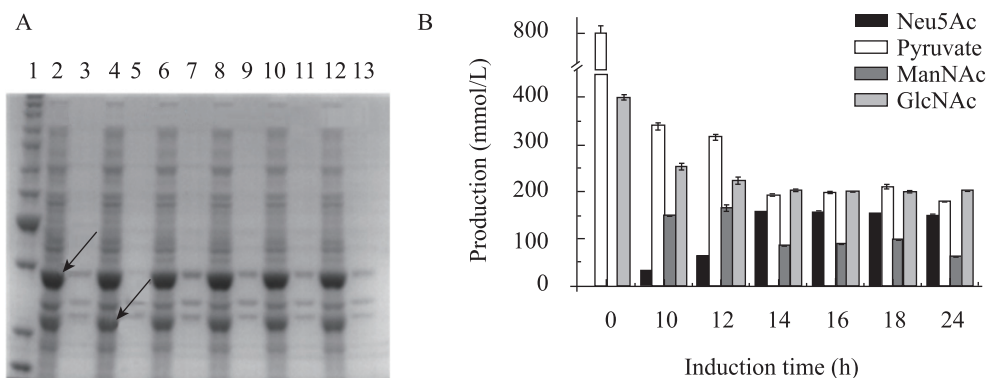 A
1 2 3 4 5 6 7 8 9 10 11 12 13
B
Production (mmol/L)
800
400
300
200
100
0
Neu5Ac
Pyruvate
ManNAc
GlcNAc
0 10 12 14 16 18 24
Induction time (h)